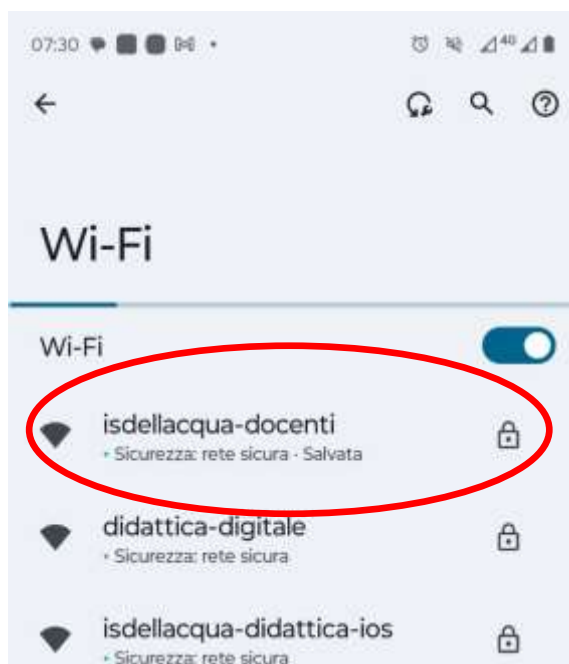 07:30
4G
Wi-Fi
Wi-Fi
isdellacqua-docenti
• Sicurezza: rete sicura - Salvata
didattica-digitale
• Sicurezza: rete sicura
isdellacqua-didattica-ios
• Sicurezza: rete sicura